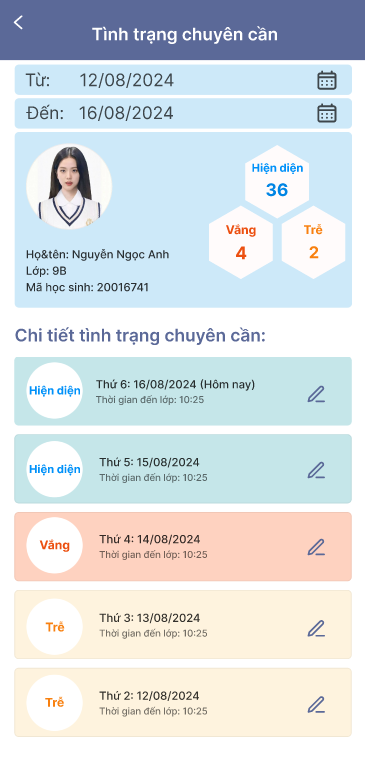 Tình trạng chuyên cần
Từ: 12/08/2024
Đến: 16/08/2024
Hiện diện
36
Vắng
4
Trễ
2
Họ&tên: Nguyễn Ngọc Anh
Lớp: 9B
Mã học sinh: 20016741
Chi tiết tình trạng chuyên cần:
Hiện diện
Thứ 6: 16/08/2024 (Hôm nay)
Thời gian đến lớp: 10:25
Hiện diện
Thứ 5: 15/08/2024
Thời gian đến lớp: 10:25
Vắng
Thứ 4: 14/08/2024
Thời gian đến lớp: 10:25
Trễ
Thứ 3: 13/08/2024
Thời gian đến lớp: 10:25
Trễ
Thứ 2: 12/08/2024
Thời gian đến lớp: 10:25